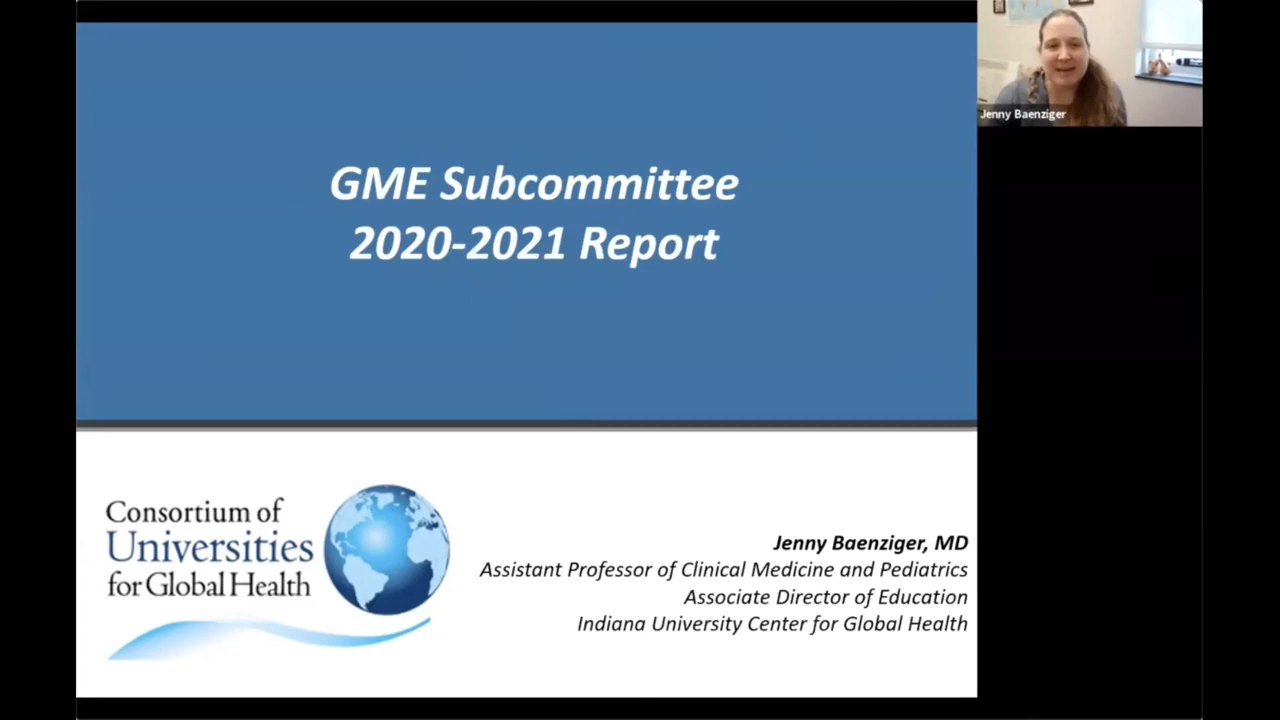 GME Subcommittee
2020-2021 Report
Jenny Baenziger
Consortium of
Universities
for Global Health
Jenny Baenziger, MD
Assistant Professor of Clinical Medicine and Pediatrics
Associate Director of Education
Indiana University Center for Global Health